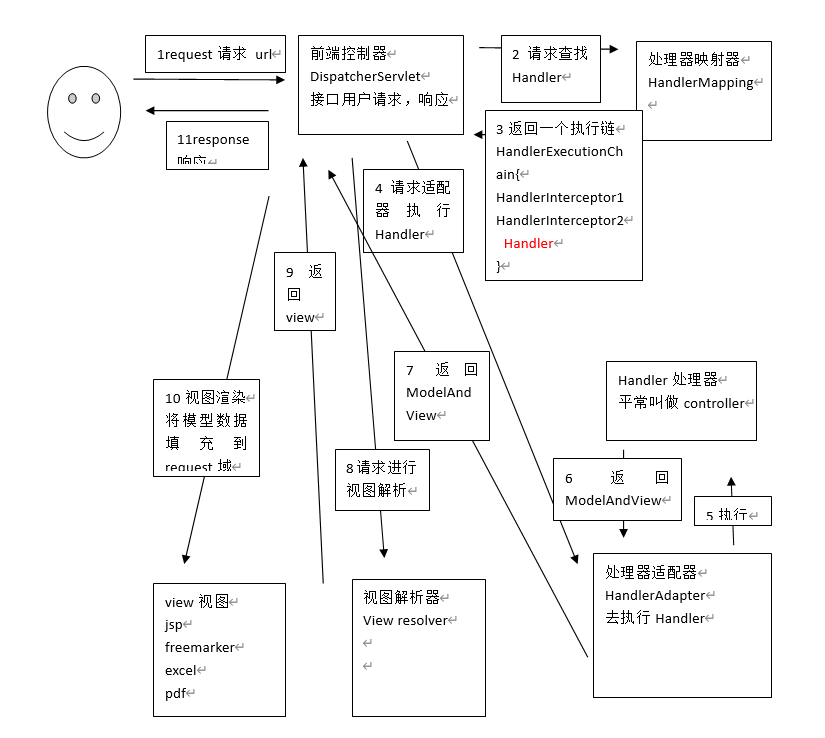 1request 请求 url
前端控制器
DispatcherServlet
接口用户请求，响应
2 请求查找
Handler
处理器映射器
HandlerMapping
11response
响应
3 返回一个执行链
HandlerExecutionCh
ain{
HandlerInterceptor1
HandlerInterceptor2
Handler
}
4 请求适配
器 执 行
Handler
9 返
回
view
7 返 回
ModelAnd
View
Handler 处理器
平常叫做 controller
10 视图渲染
将模型数据
填 充 到
request 域
8 请求进行
视图解析
6 返 回
ModelAndView
5 执行
处理器适配器
HandlerAdapter
去执行 Handler
view 视图
jsp
freemarker
excel
pdf
视图解析器
View resolver